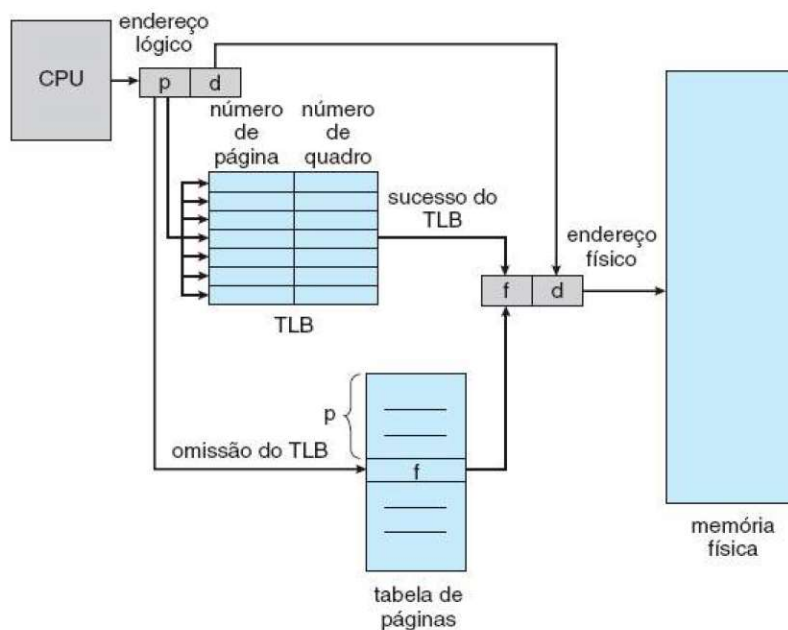 endereço
lógico
CPU
p
d
número
de
página
número
de
quadro
sucesso do
TLB
endereço
físico
f
d
TLB
p
omissão do TLB
f
memória
física
tabela de
páginas